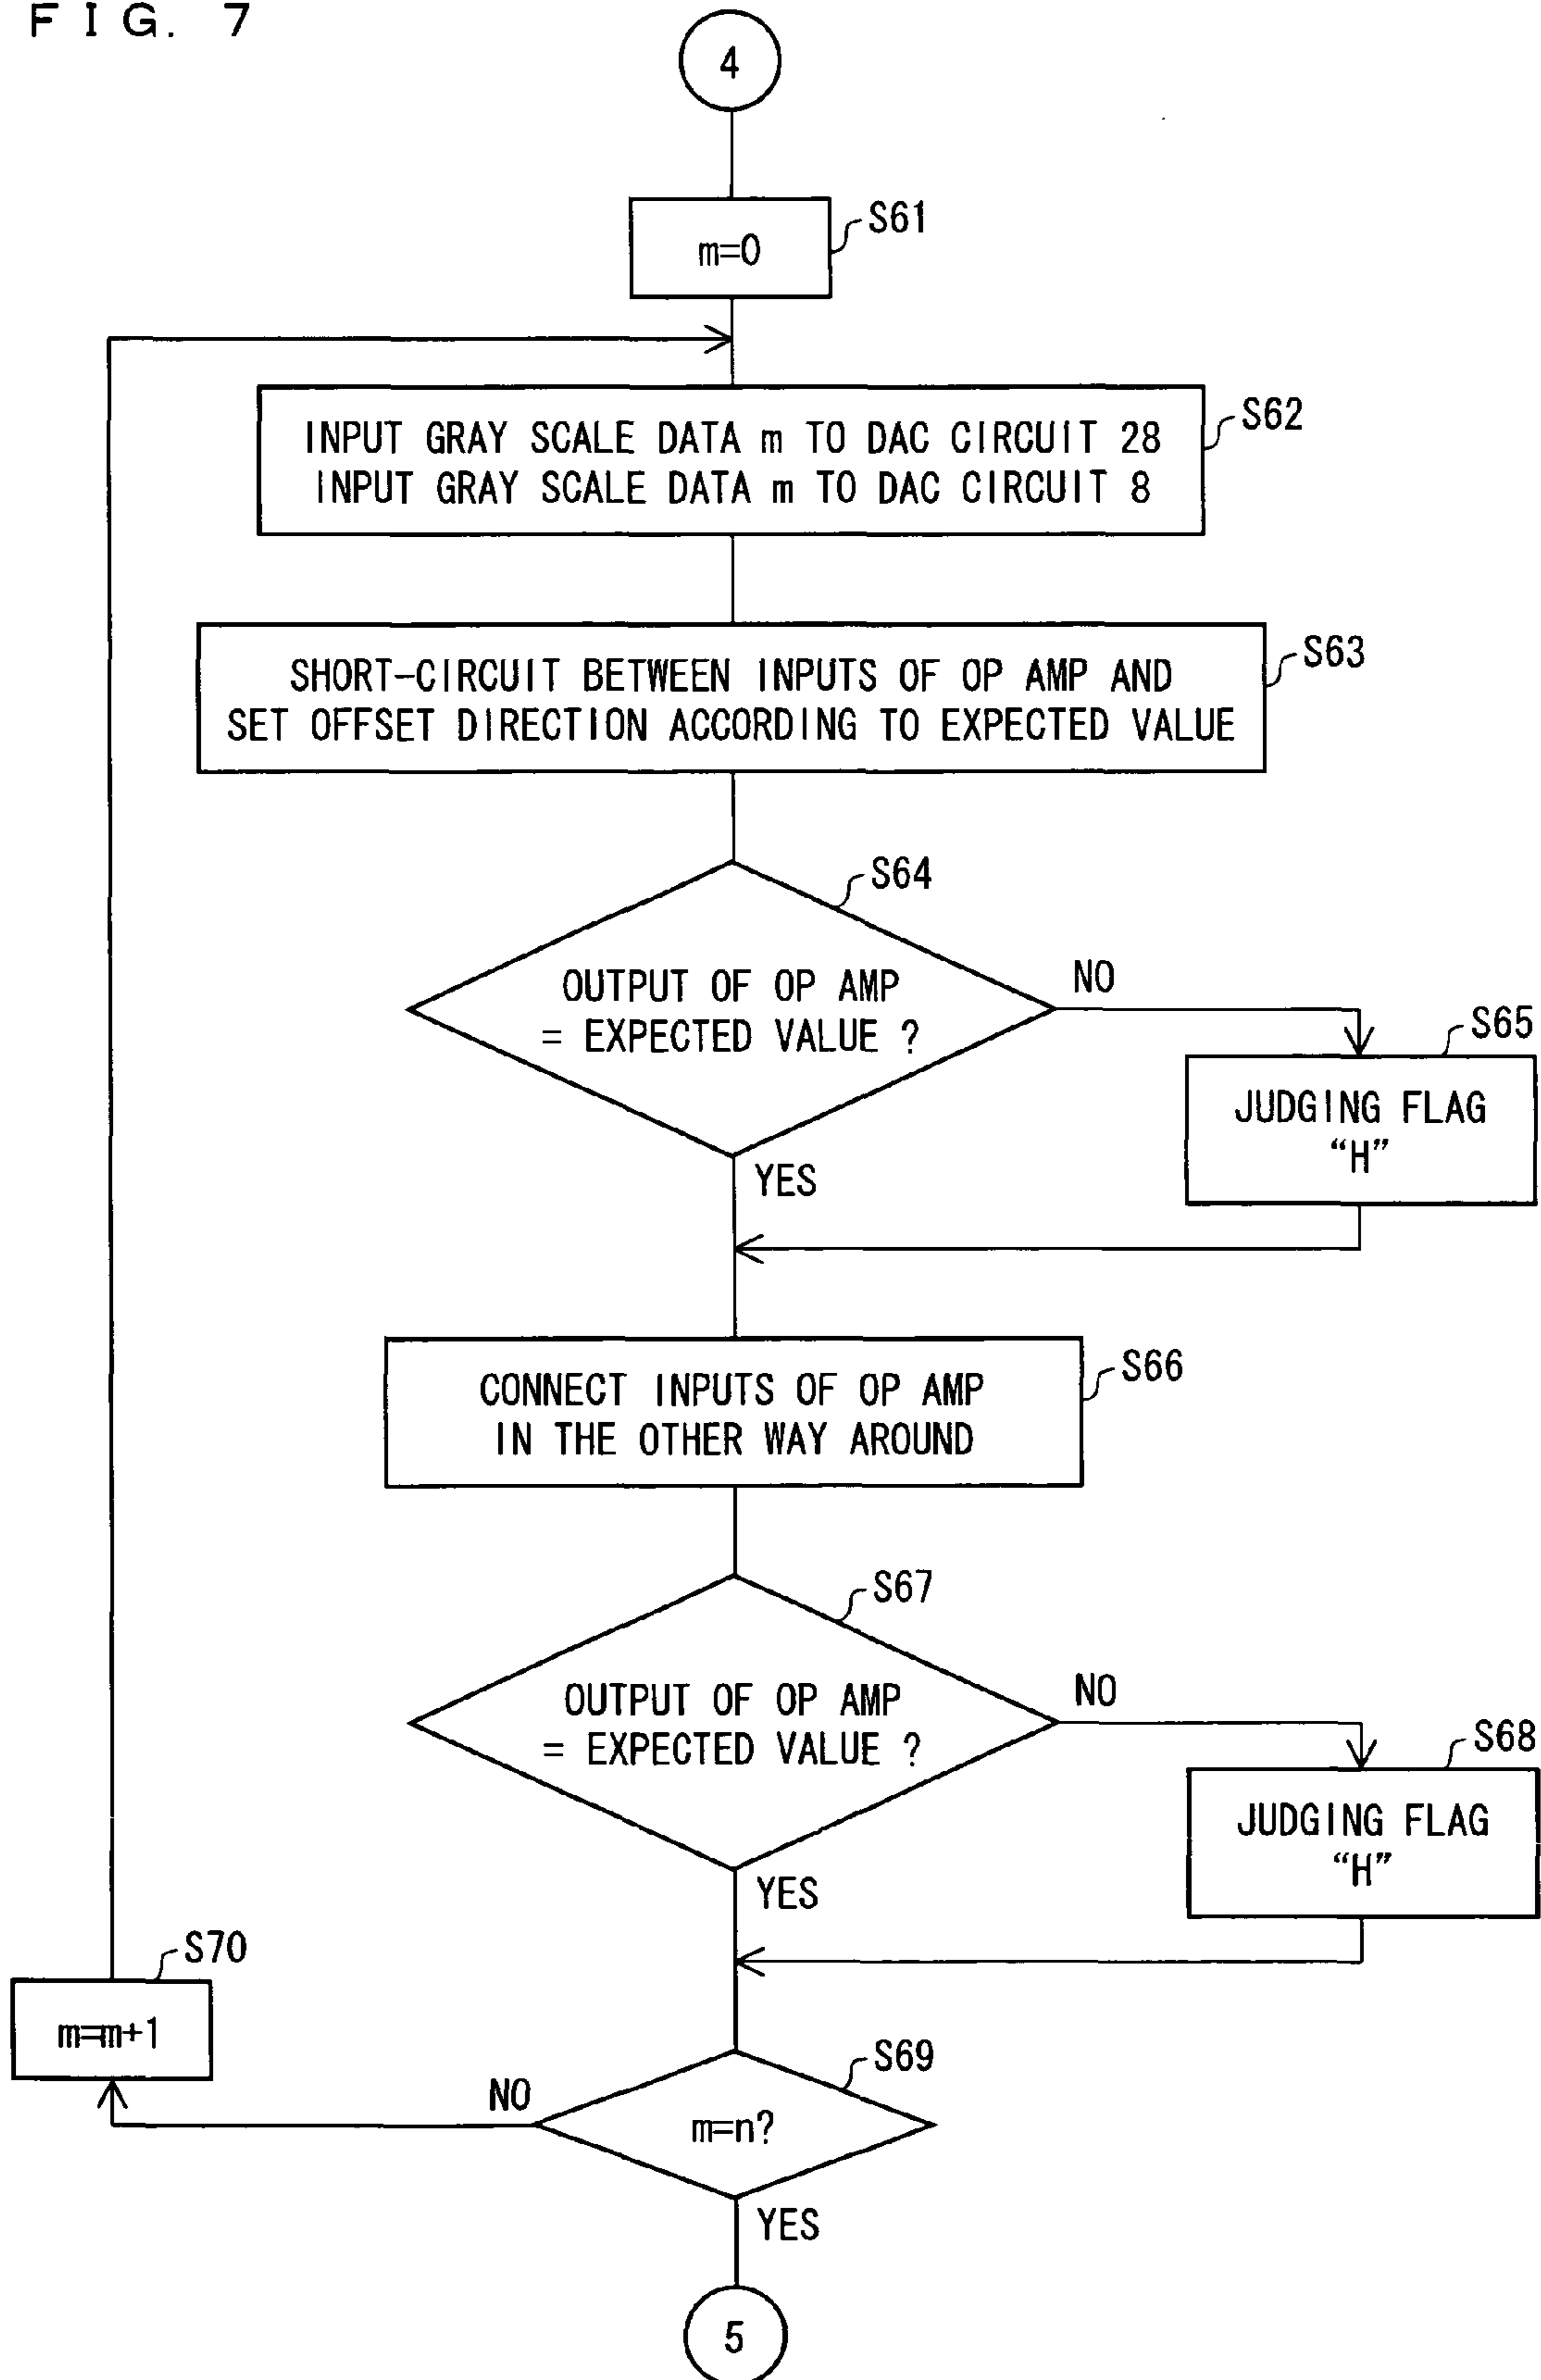 FIG. 7
4
S61
m=0
S62
INPUT GRAY SCALE DATA m TO DAC CIRCUIT 28
INPUT GRAY SCALE DATA m TO DAC CIRCUIT 8
S63
SHORT-CIRCUIT BETWEEN INPUTS OF OP AMP AND
SET OFFSET DIRECTION ACCORDING TO EXPECTED VALUE
S64
OUTPUT OF OP AMP
= EXPECTED VALUE ?
NO
S65
JUDGING FLAG
“H”
YES
S66
CONNECT INPUTS OF OP AMP
IN THE OTHER WAY AROUND
S67
OUTPUT OF OP AMP
= EXPECTED VALUE ?
NO
S68
JUDGING FLAG
“H”
YES
S70
m=m+1
S69
NO
m=n?
YES
5